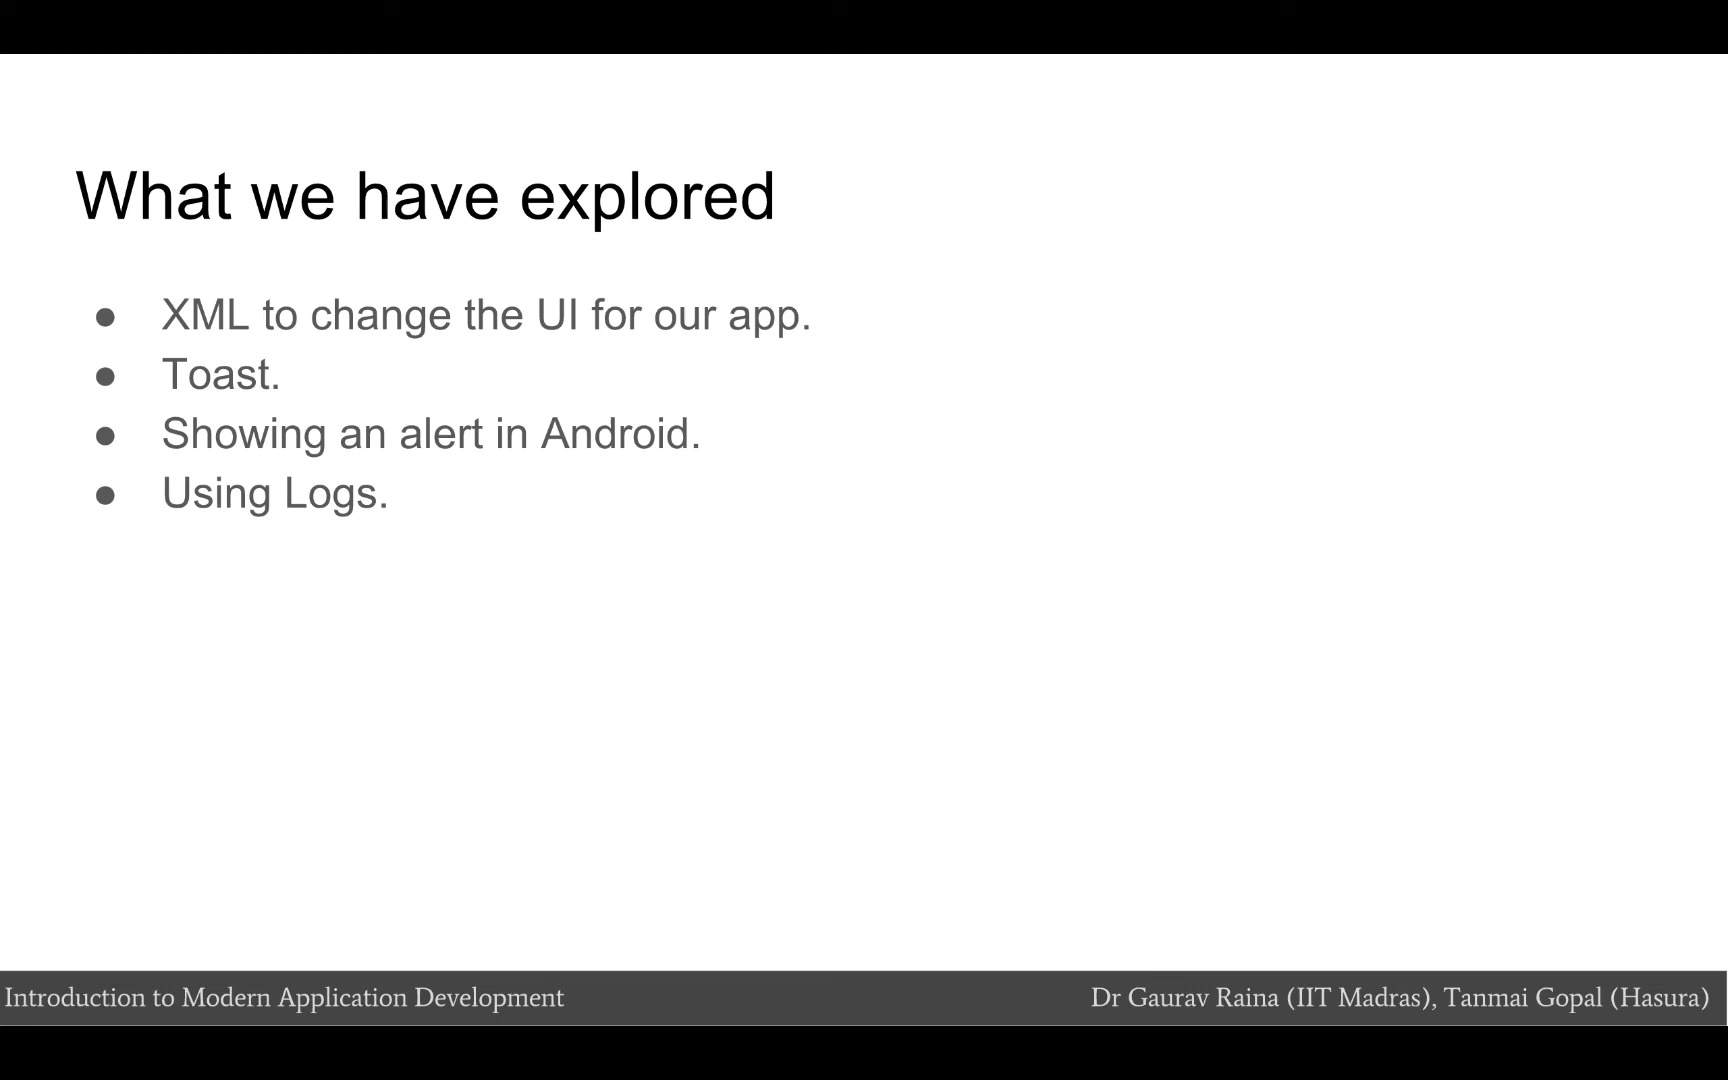 What we have explored
● XML to change the UI for our app.
● Toast.
● Showing an alert in Android.
● Using Logs.
Introduction to Modern Application Development
Dr Gaurav Raina (IIT Madras), Tanmai Gopal (Hasura)